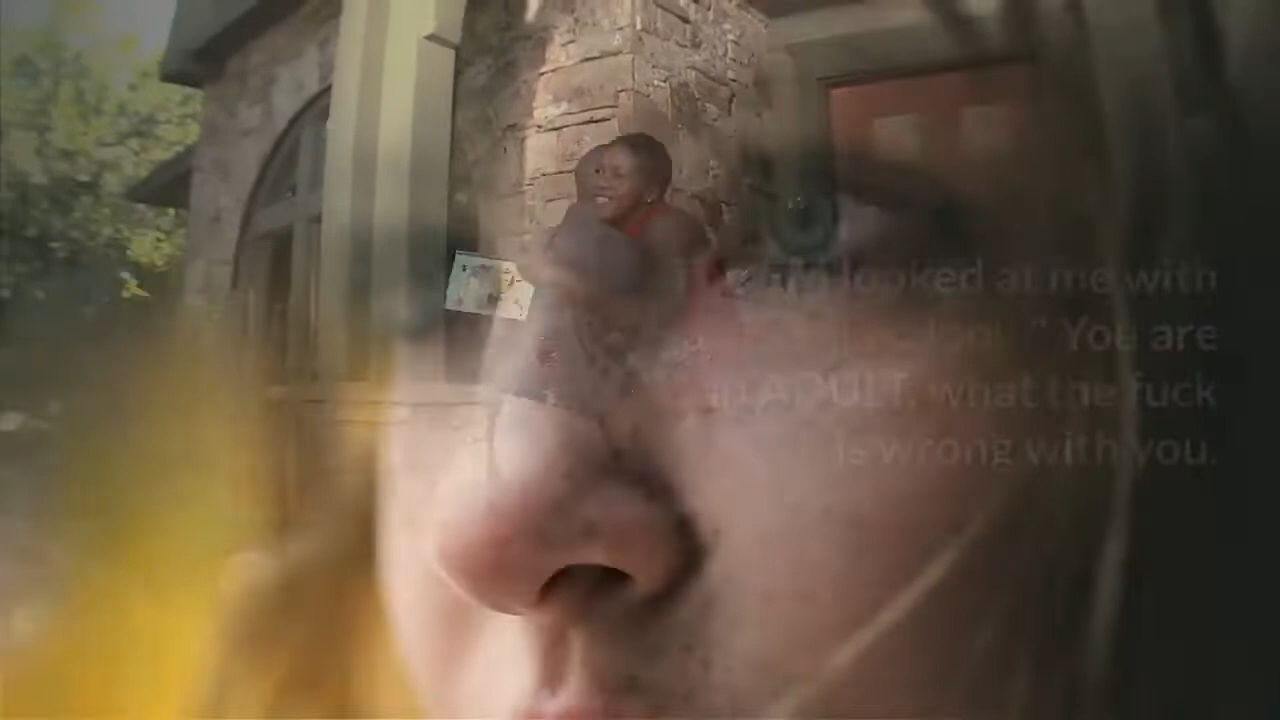 looked at me with
" You are
ADULT, what the fuck
is wrong with you.